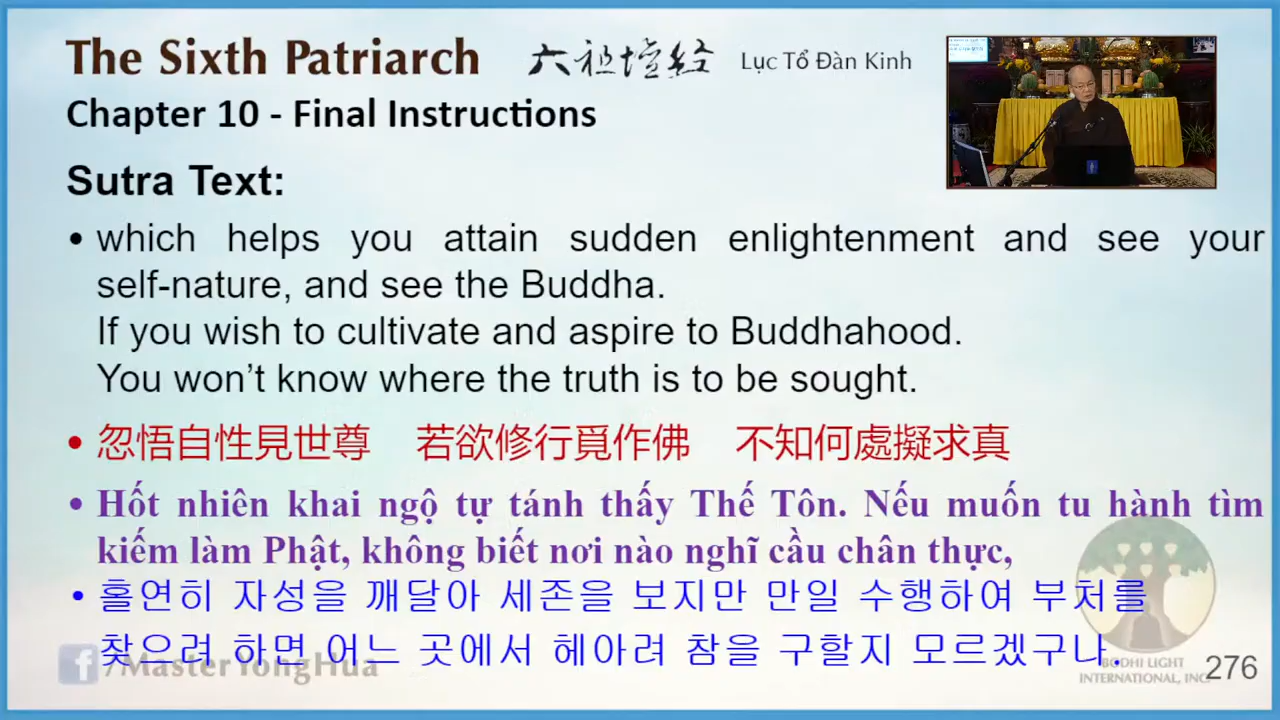 The Sixth Patriarch 六祖壇経 Lục Tổ Đàn Kinh
Chapter 10 - Final Instructions
Sutra Text:
• which helps you attain sudden enlightenment and see your
self-nature, and see the Buddha.
If you wish to cultivate and aspire to Buddhahood.
You won’t know where the truth is to be sought.
• 忽悟自性見世尊 若欲修行覓作佛 不知何處擬求真
• Hốt nhiên khai ngộ tự tánh thấy Thế Tôn. Nếu muốn tu hành tìm
kiếm làm Phật, không biết nơi nào nghĩ cầu chân thực,
• 홀연히 자성을 깨달아 세존을 보지만 만일 수행하여 부처를
찾으려 하면 어느 곳에서 헤아려 참을 구할지 모르겠구나.
f /MasterYongHua
BODHI LIGHT
INTERNATIONAL, INC.
276